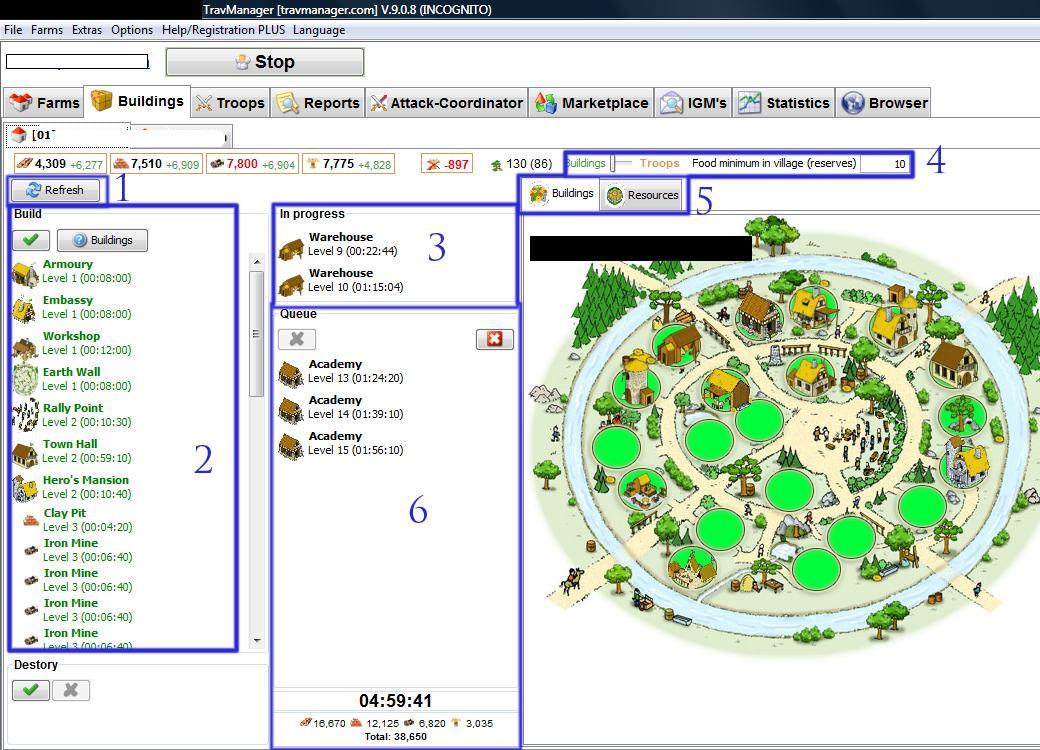 TravManager [travmanager.com] V.9.0.8 (INCOGNITO)
File Farms Extras Options Help/Registration PLUS Language
Stop
Farms Buildings Troops Reports Attack-Coordinator Marketplace IGM's Statistics Browser
[01
4,309 +6,277 7,510 +6,909 7,800 +6,904 7,775 +4,828 -897 130 (86) Buildings Troops Food minimum in village (reserves) 10 4
Refresh 1 Buildings Resources 5
Build
Buildings
Armoury
Level 1 (00:08:00)
Embassy
Level 1 (00:08:00)
Workshop
Level 1 (00:12:00)
Earth Wall
Level 1 (00:08:00)
Rally Point
Level 2 (00:10:30)
Town Hall
Level 2 (00:59:10)
Hero's Mansion
Level 2 (00:10:40)
Clay Pit
Level 3 (00:04:20)
Iron Mine
Level 3 (00:06:40)
Iron Mine
Level 3 (00:06:40)
Iron Mine
Level 3 (00:06:40)
Iron Mine
Level 3 (00:06:40)
2
Destory
In progress
Warehouse
Level 9 (00:22:44)
Warehouse
Level 10 (01:15:04)
3
Queue
Academy
Level 13 (01:24:20)
Academy
Level 14 (01:39:10)
Academy
Level 15 (01:56:10)
6
04:59:41
16,670 12,125 6,820 3,035
Total: 38,650